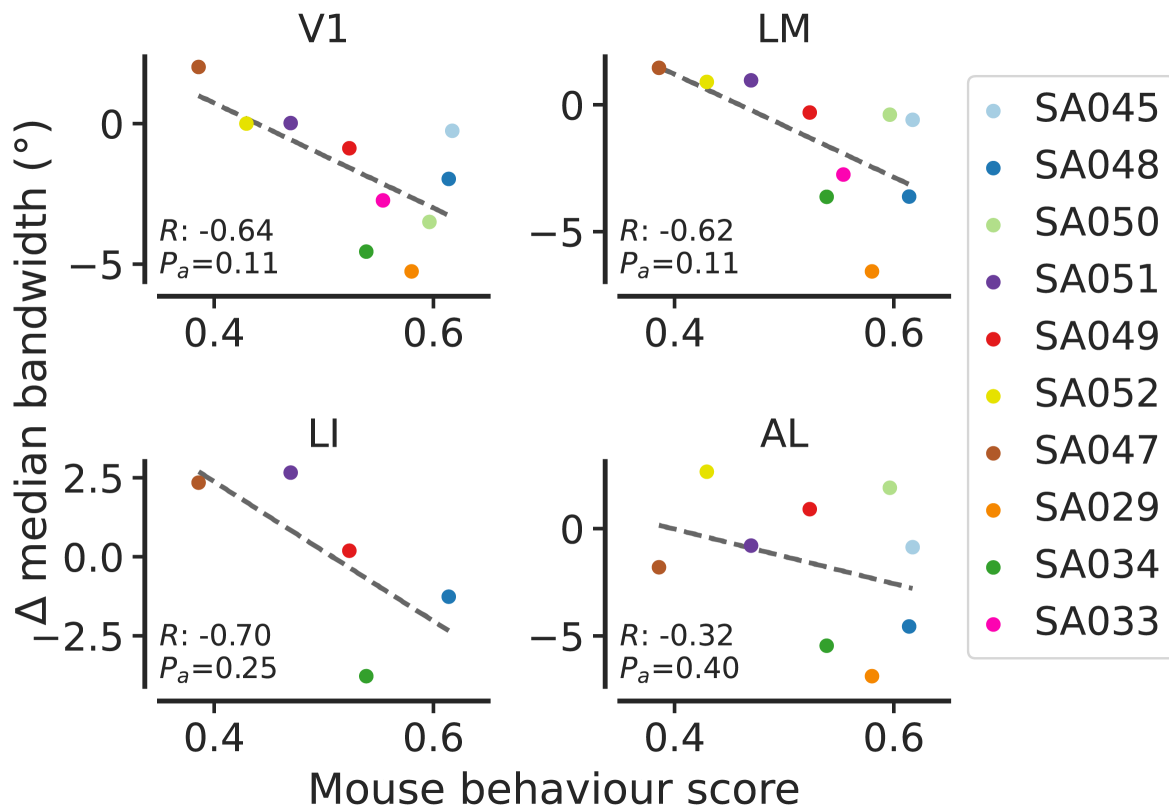 V1
0
−5
R: -0.64
Pa=0.11
0.4
0.6
LM
0
−5
R: -0.62
Pa=0.11
0.4
0.6
Δ median bandwidth (°)
LI
2.5
0.0
−2.5
R: -0.70
Pa=0.25
0.4
0.6
AL
0
−5
R: -0.32
Pa=0.40
0.4
0.6
Mouse behaviour score
SA045
SA048
SA050
SA051
SA049
SA052
SA047
SA029
SA034
SA033